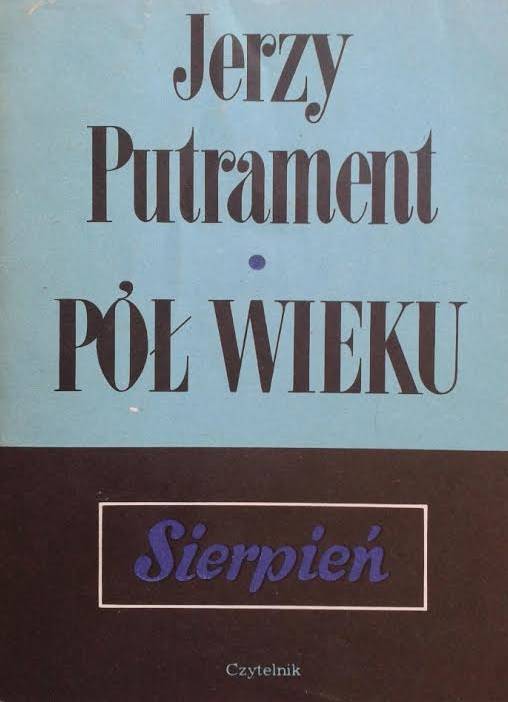 Jerzy
Putrament
PÓŁ WIEKU
Sierpień
Czytelnik